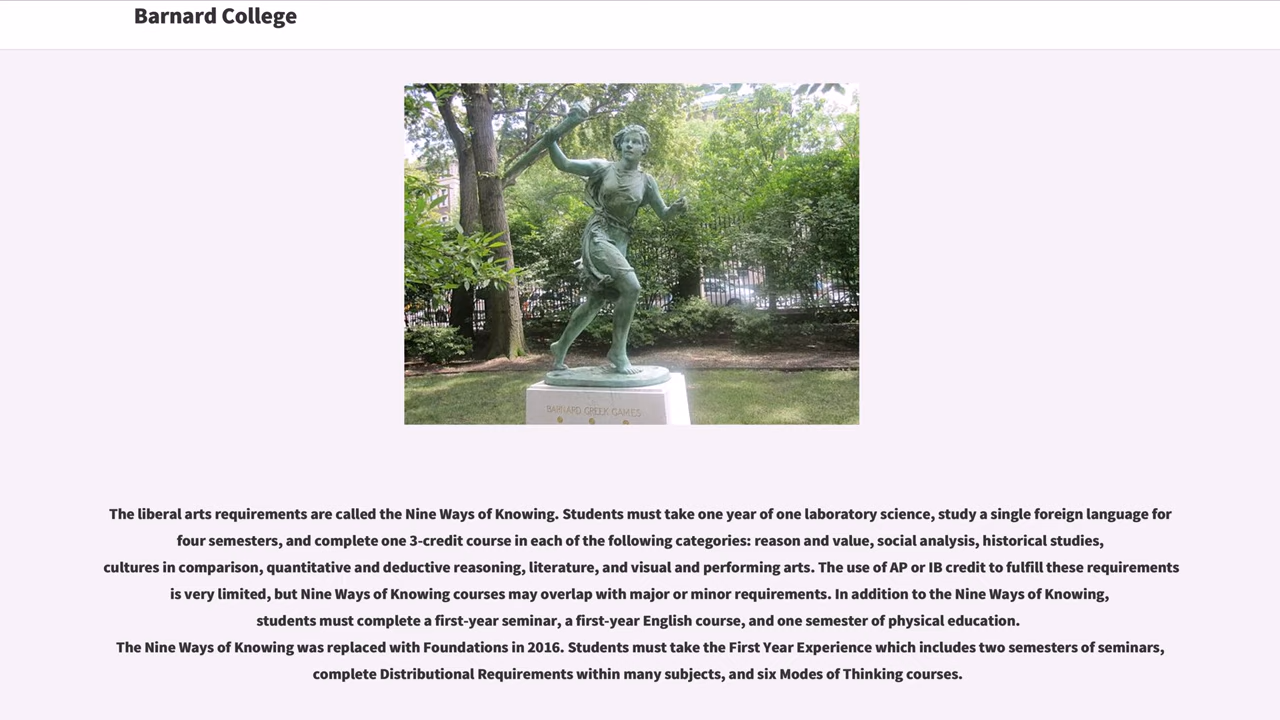 Barnard College
BARNARD GREEK GAMES
The liberal arts requirements are called the Nine Ways of Knowing. Students must take one year of one laboratory science, study a single foreign language for
four semesters, and complete one 3-credit course in each of the following categories: reason and value, social analysis, historical studies,
cultures in comparison, quantitative and deductive reasoning, literature, and visual and performing arts. The use of AP or IB credit to fulfill these requirements
is very limited, but Nine Ways of Knowing courses may overlap with major or minor requirements. In addition to the Nine Ways of Knowing,
students must complete a first-year seminar, a first-year English course, and one semester of physical education.
The Nine Ways of Knowing was replaced with Foundations in 2016. Students must take the First Year Experience which includes two semesters of seminars,
complete Distributional Requirements within many subjects, and six Modes of Thinking courses.